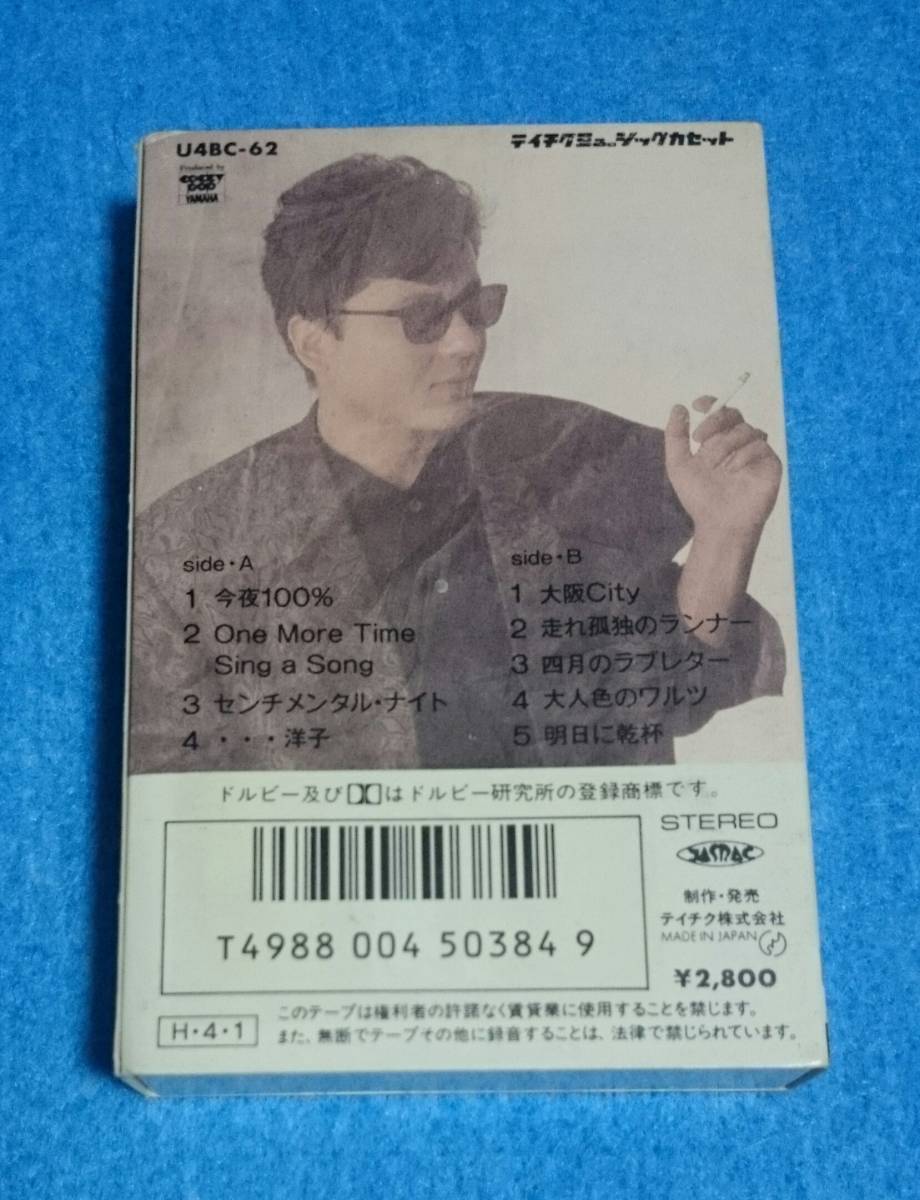 U4BC-62
テイチクミュージックカセット
Produced by
COCKY POP
YAMAHA
side・A
1 今夜100%
2 One More Time
Sing a Song
3 センチメンタル・ナイト
4 ・・・洋子
side・B
1 大阪City
2 走れ孤独のランナー
3 四月のラブレター
4 大人色のワルツ
5 明日に乾杯
ドルビー及びはドルビー研究所の登録商標です。
T4988 004 50384 9
STEREO
JASRAC
制作・発売
テイチク株式会社
MADE IN JAPAN
¥2,800
H・4・1
このテープは権利者の許諾なく賃貸業に使用することを禁じます。
また、無断でテープその他に録音することは、法律で禁じられています。